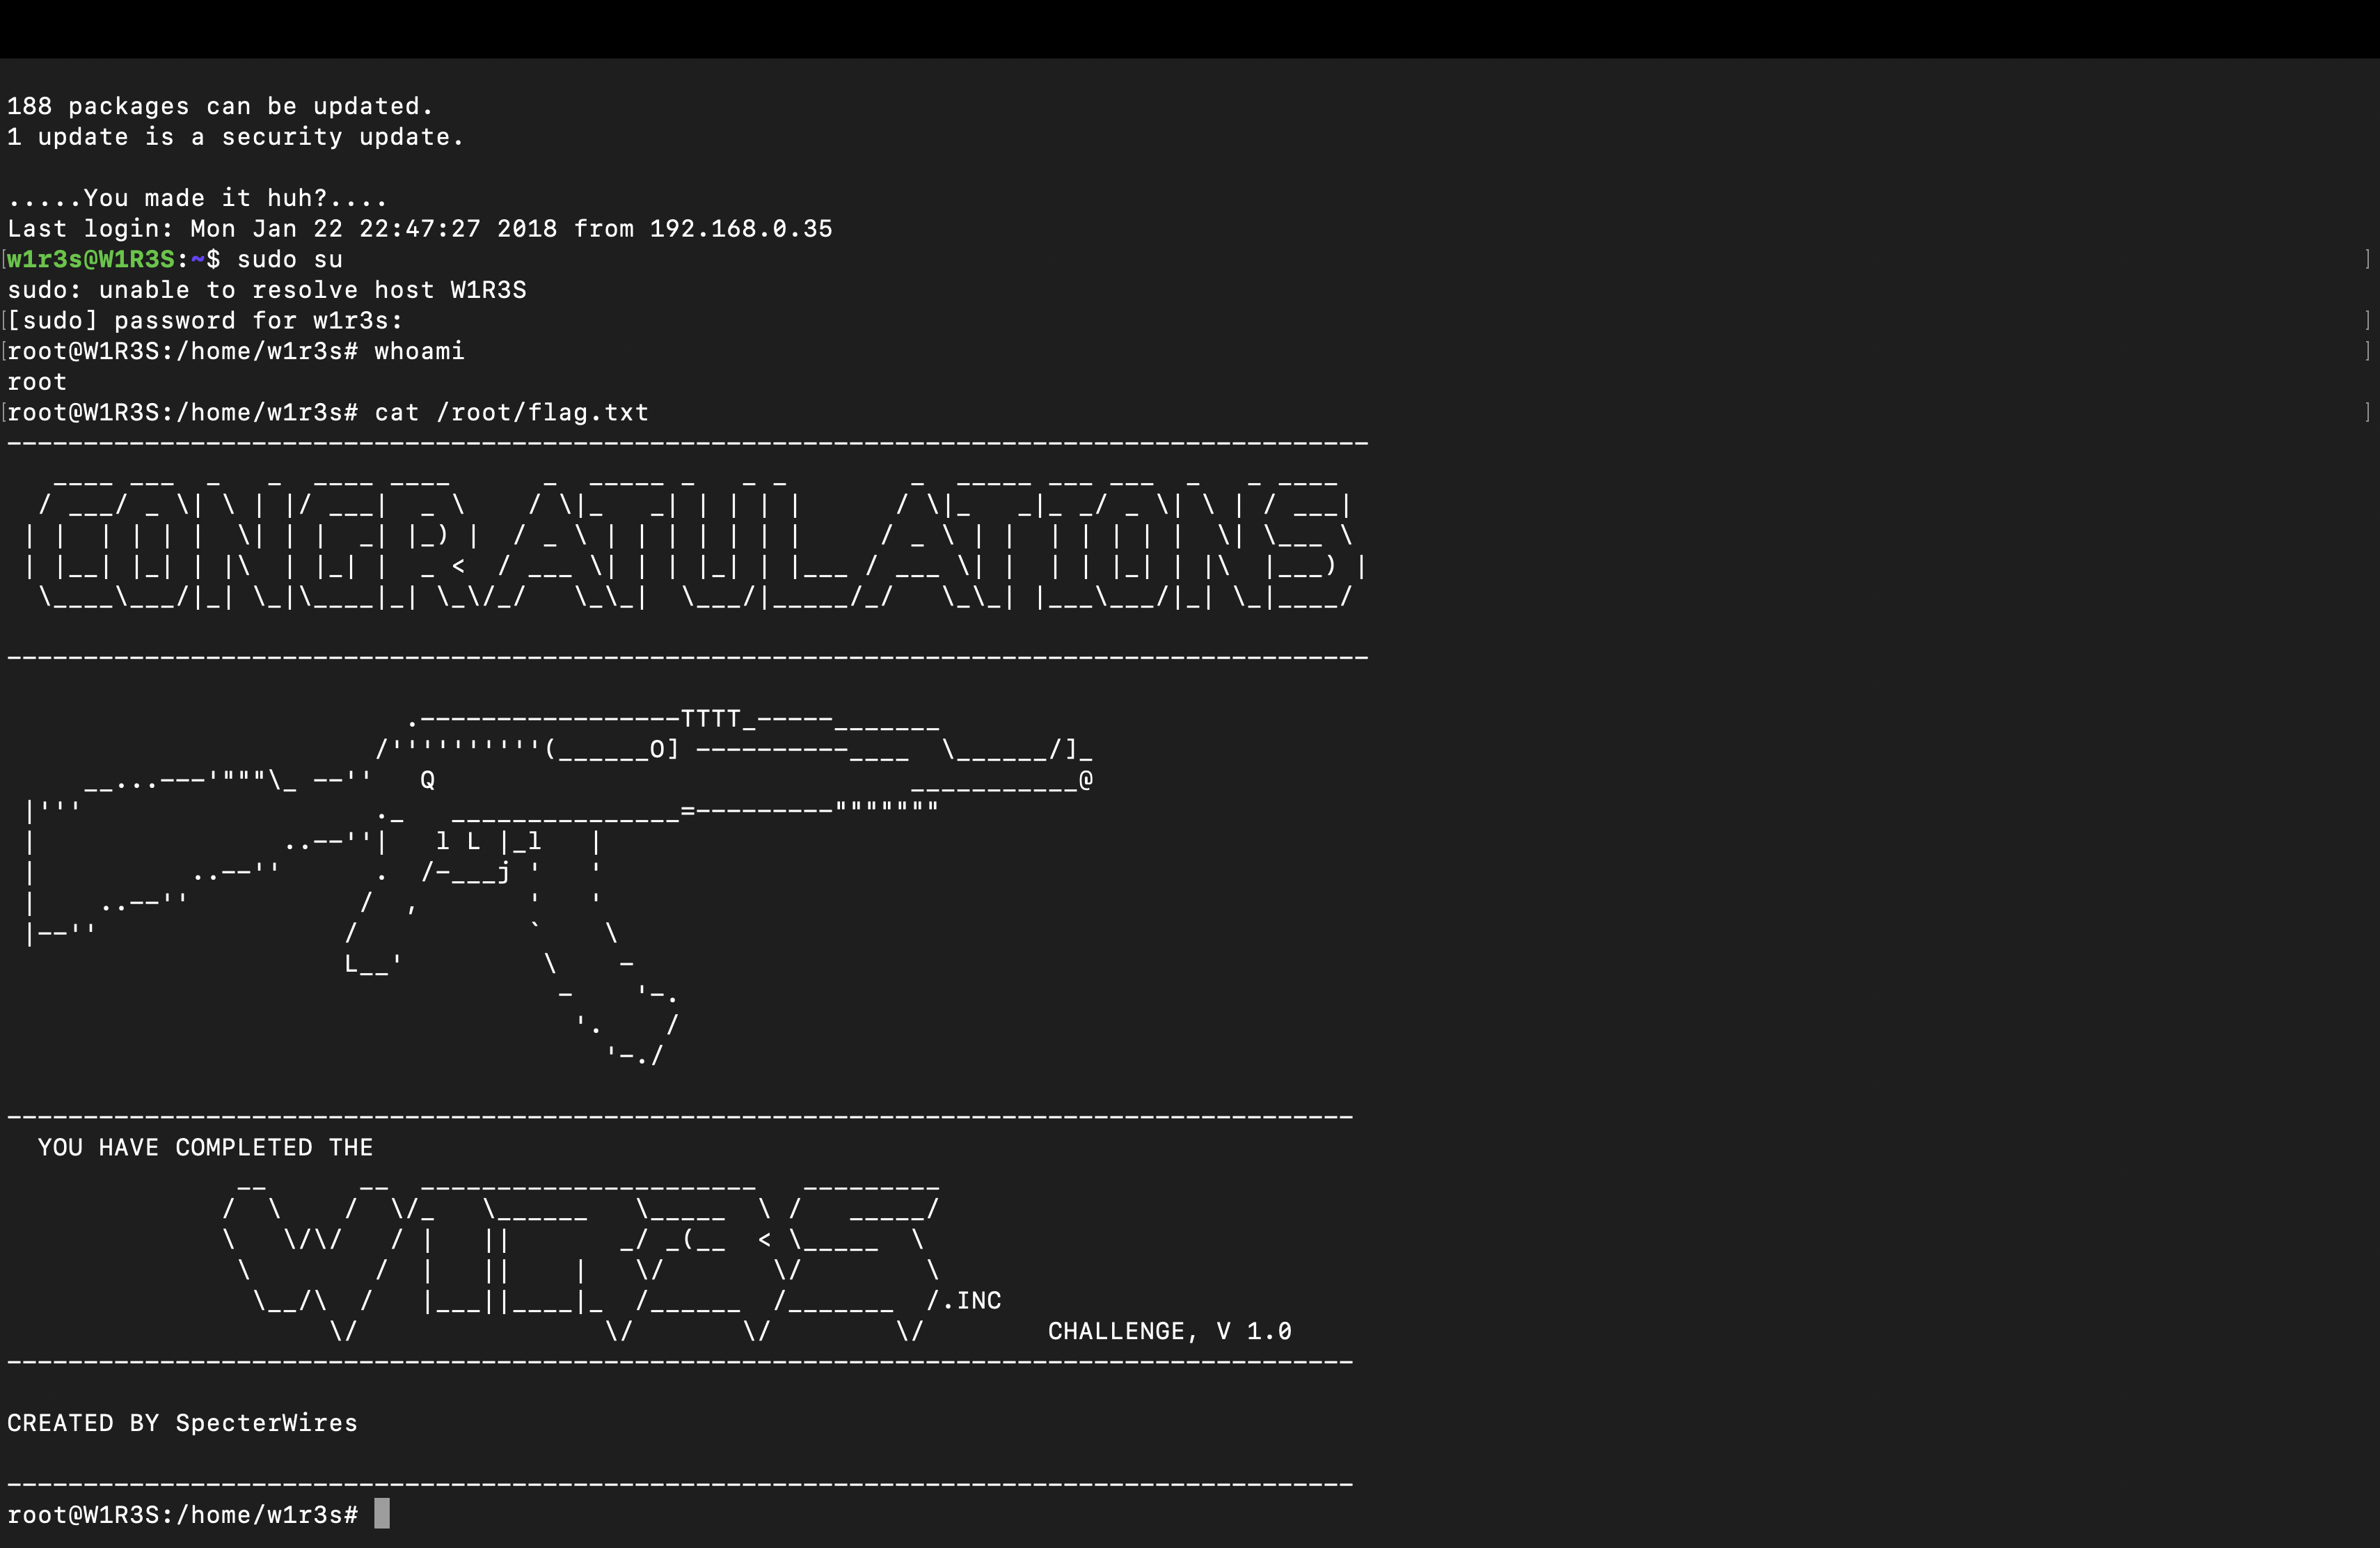 188 packages can be updated.
1 update is a security update.
.....You made it huh?....
Last login: Mon Jan 22 22:47:27 2018 from 192.168.0.35
w1r3s@W1R3S:~$ sudo su
sudo: unable to resolve host W1R3S
[sudo] password for w1r3s:
root@W1R3S:/home/w1r3s# whoami
root
root@W1R3S:/home/w1r3s# cat /root/flag.txt
CONGRATULATIONS
YOU HAVE COMPLETED THE
W1R3S
.INC
CHALLENGE, V 1.0
CREATED BY SpecterWires
root@W1R3S:/home/w1r3s#